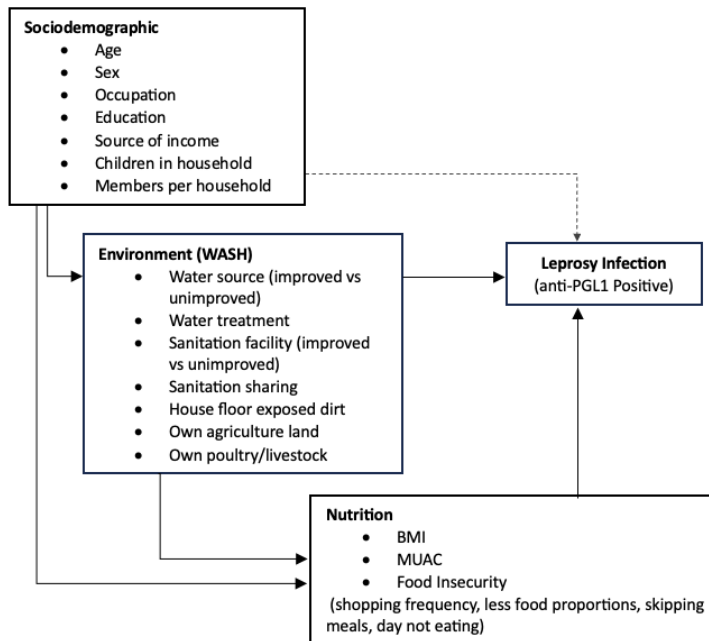 Sociodemographic
• Age
• Sex
• Occupation
• Education
• Source of income
• Children in household
• Members per household
Environment (WASH)
• Water source (improved vs
unimproved)
• Water treatment
• Sanitation facility (improved
vs unimproved)
• Sanitation sharing
• House floor exposed dirt
• Own agriculture land
• Own poultry/livestock
Leprosy Infection
(anti-PGL1 Positive)
Nutrition
• BMI
• MUAC
• Food Insecurity
(shopping frequency, less food proportions, skipping
meals, day not eating)